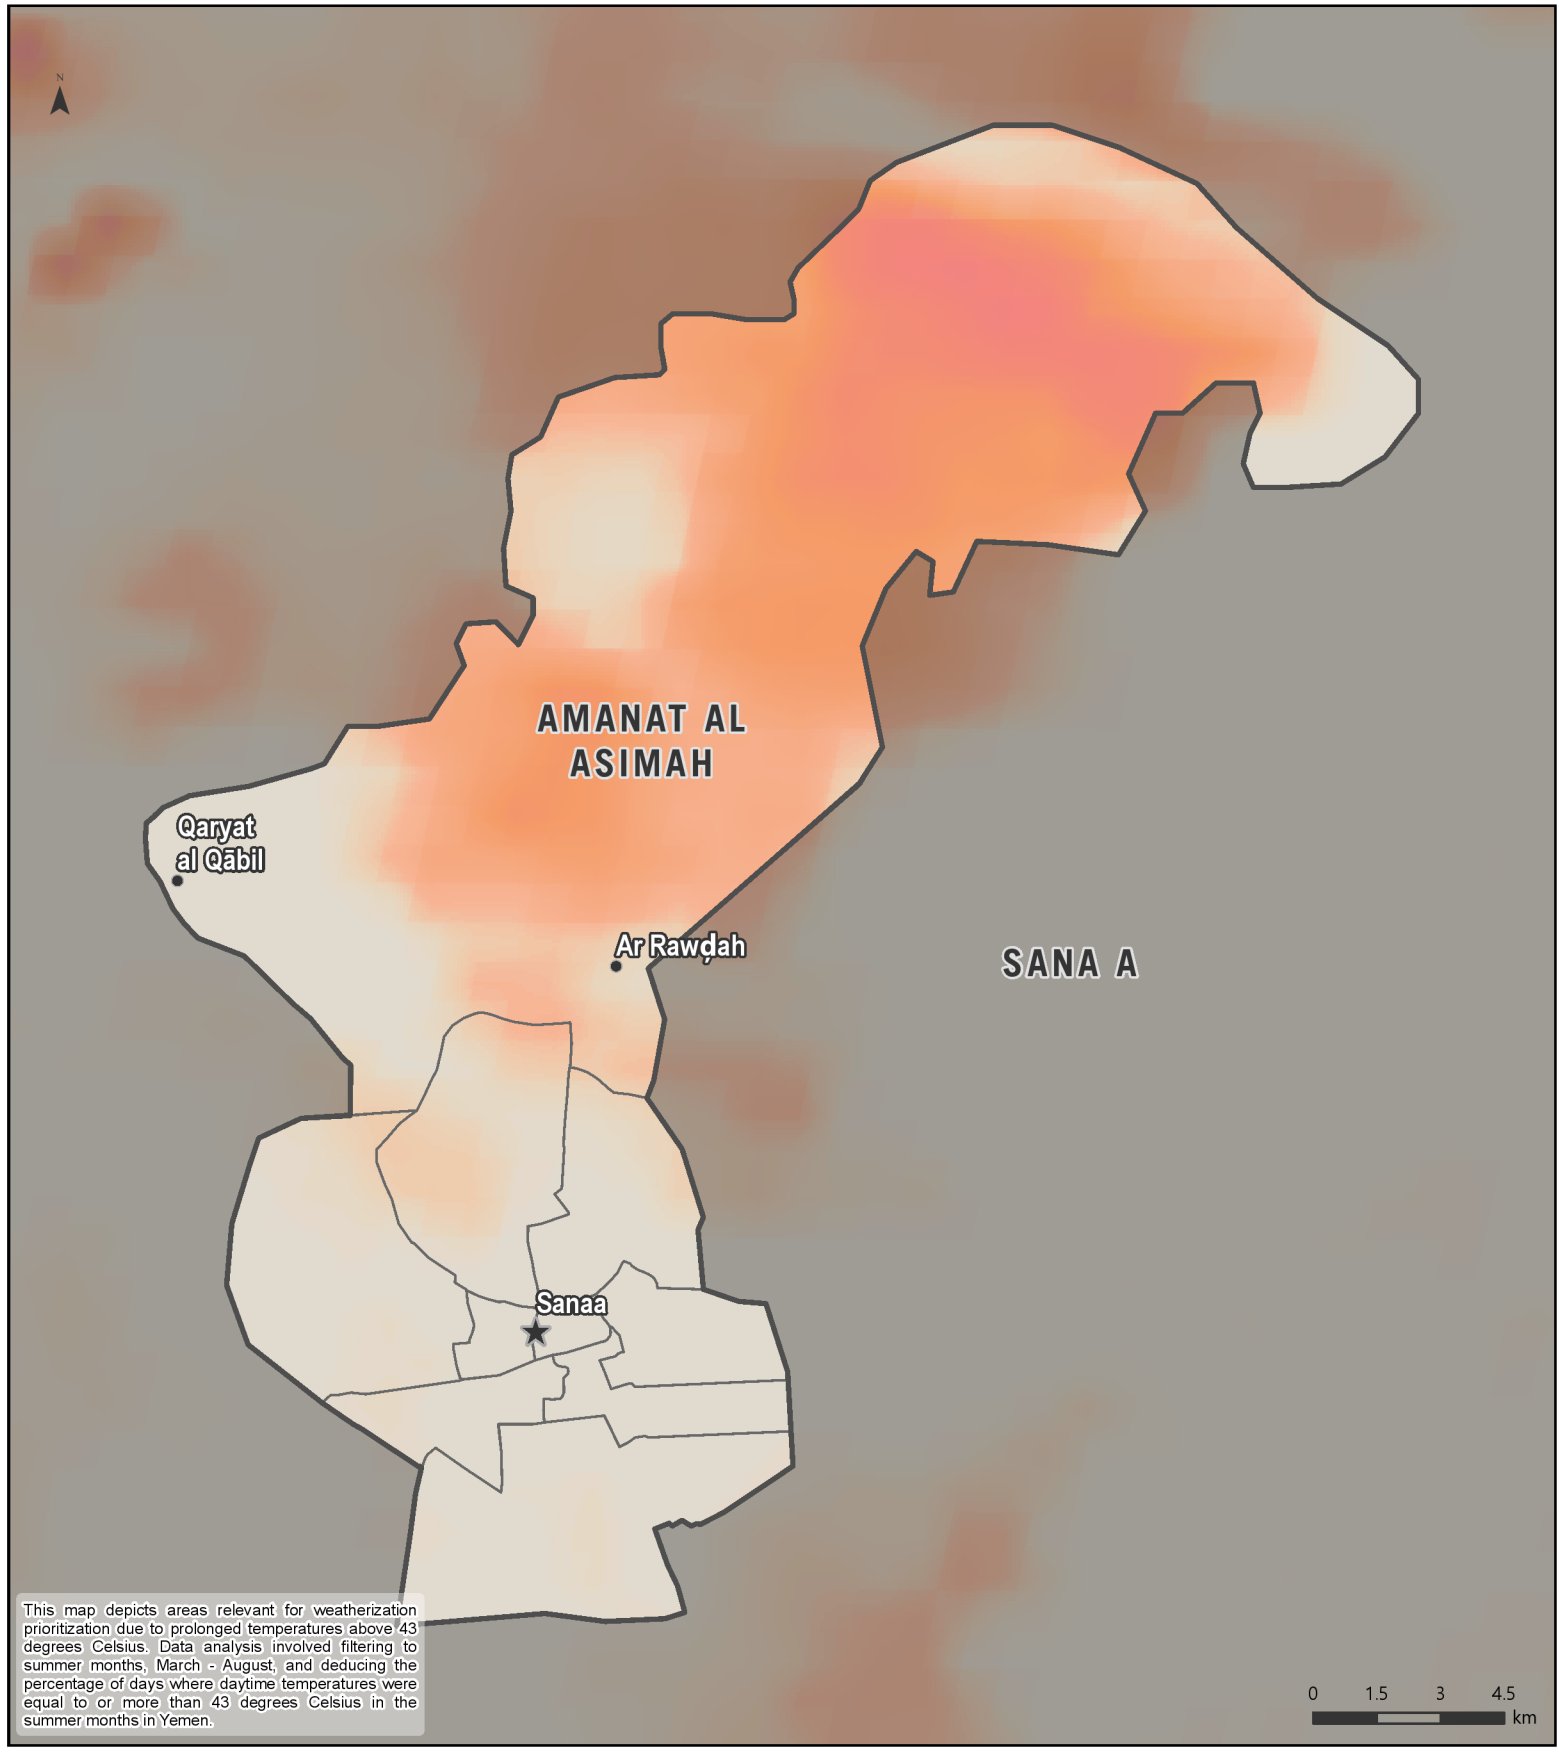 N
AMANAT AL
ASIMAH
Qaryat
al Qābil
Ar Rawḍah
SANA A
Sanaa
This map depicts areas relevant for weatherization
prioritization due to prolonged temperatures above 43
degrees Celsius. Data analysis involved filtering to
summer months, March - August, and deducing the
percentage of days where daytime temperatures were
equal to or more than 43 degrees Celsius in the
summer months in Yemen.
0 1.5 3 4.5
km